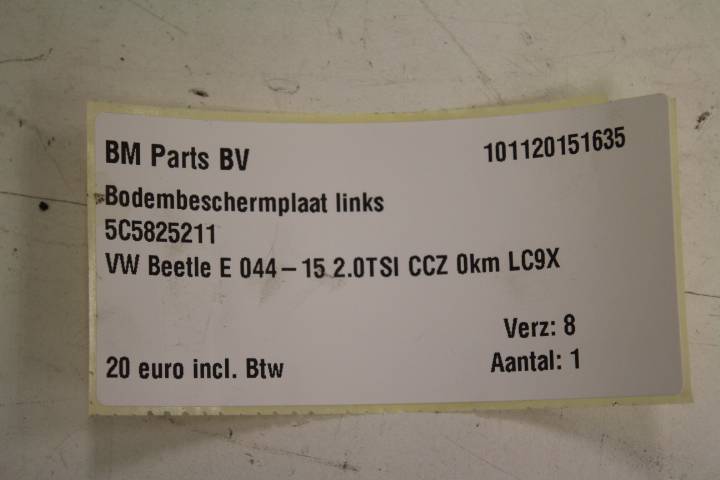 BM Parts BV 101120151635
Bodembeschermplaat links
5C5825211
VW Beetle E 044-15 2.0TSI CCZ 0km LC9X
Verz: 8
20 euro incl. Btw Aantal: 1